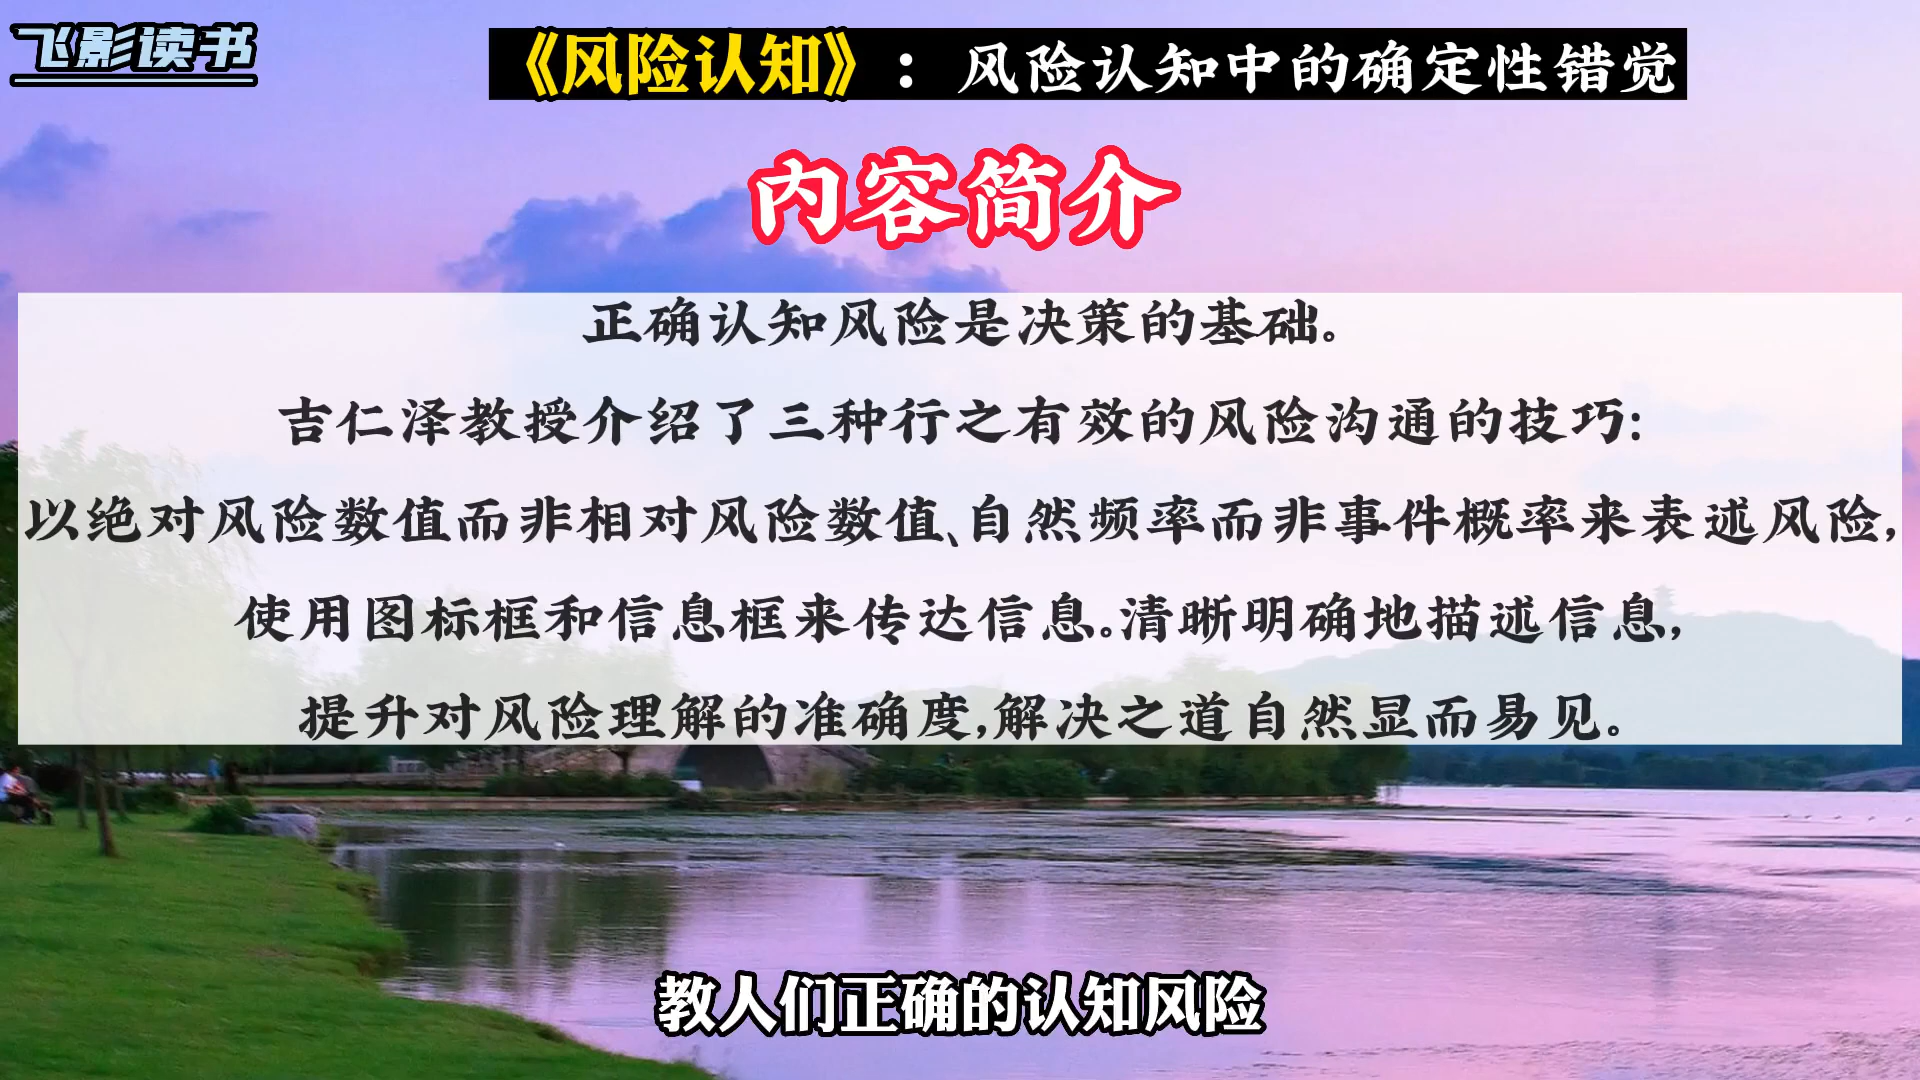 飞影读书
《风险认知》：风险认知中的确定性错觉
内容简介
正确认知风险是决策的基础。
吉仁泽教授介绍了三种行之有效的风险沟通的技巧：
以绝对风险数值而非相对风险数值、自然频率而非事件概率来表述风险，
使用图标框和信息框来传达信息。清晰明确地描述信息，
提升对风险理解的准确度，解决之道自然显而易见。
教人们正确的认知风险